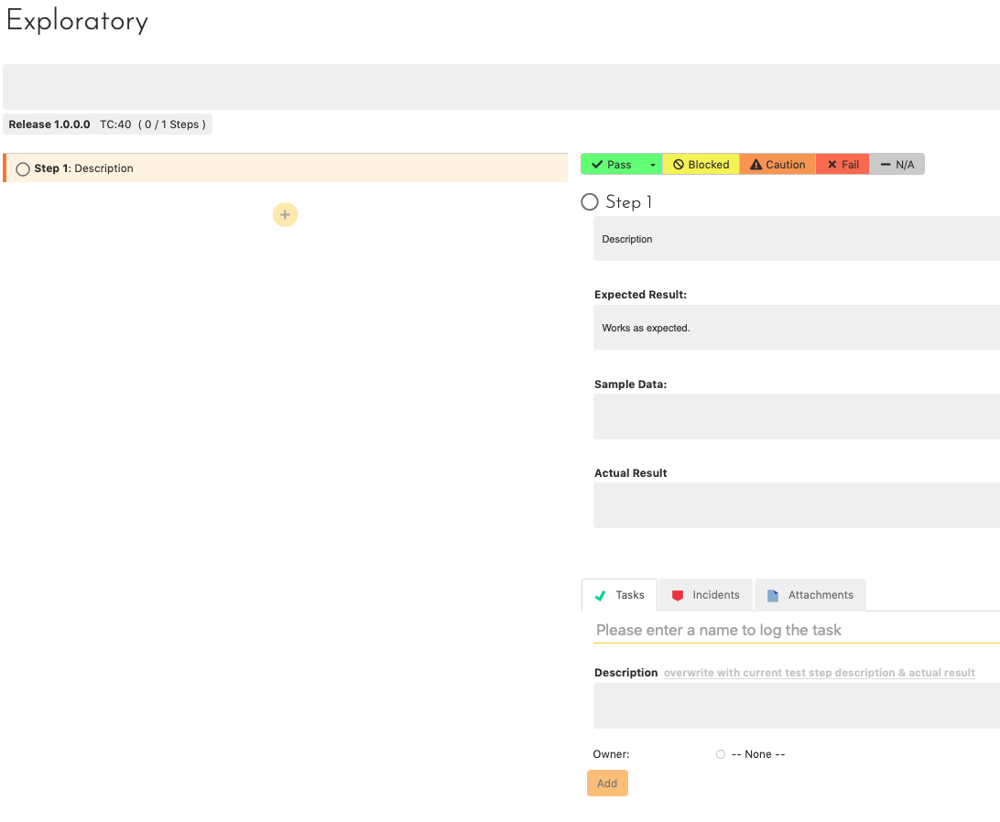 Exploratory
Release 1.0.0.0 TC:40 ( 0 / 1 Steps )
Step 1: Description
Pass Blocked Caution Fail N/A
Step 1
Description
Expected Result:
Works as expected.
Sample Data:
Actual Result
Tasks Incidents Attachments
Please enter a name to log the task
Description overwrite with current test step description & actual result
Owner: -- None --
Add